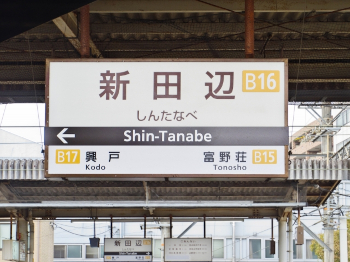 新田辺 B16
しんたなべ
Shin-Tanabe
B17 興戸 富野荘 B15
Kodo Tonosho
新田辺